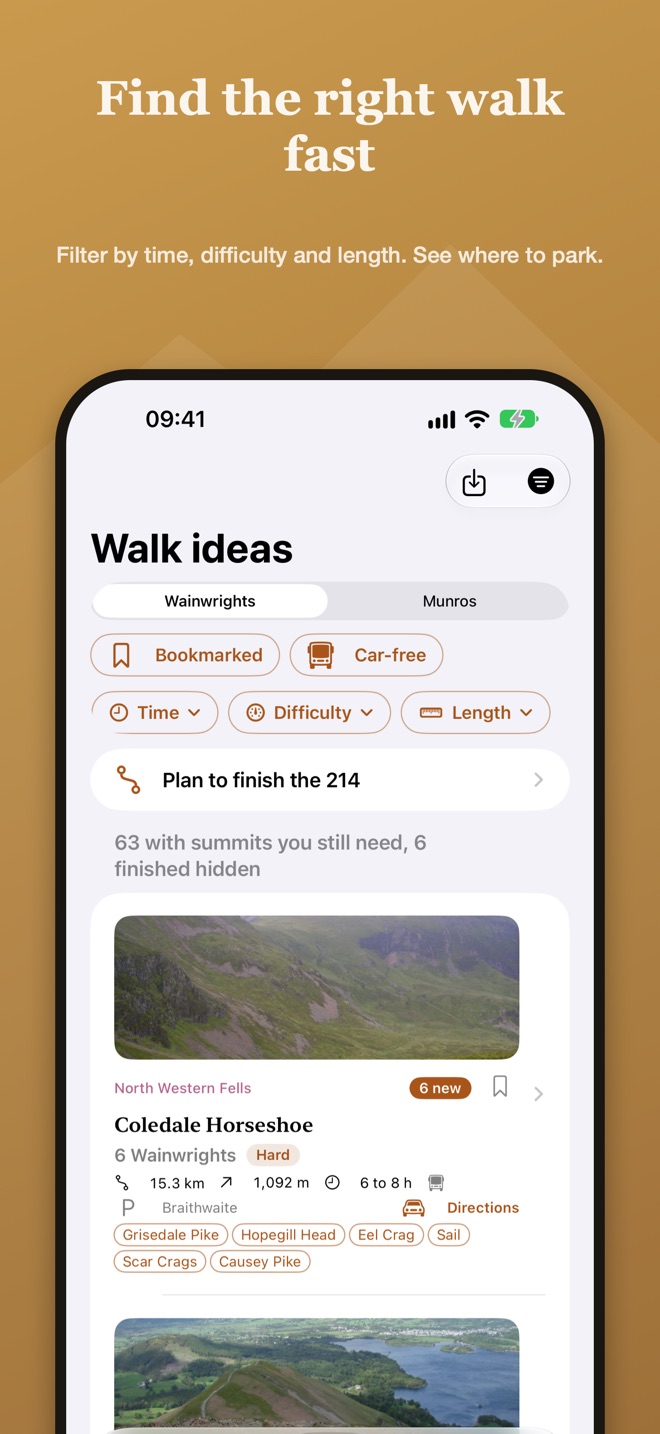 Find the right walk
fast
Filter by time, difficulty and length. See where to park.
09:41
Walk ideas
Wainwrights
Munros
Bookmarked
Car-free
Time
Difficulty
Length
Plan to finish the 214
63 with summits you still need, 6
finished hidden
North Western Fells
6 new
Coledale Horseshoe
6 Wainwrights
Hard
15.3 km
1,092 m
6 to 8 h
P
Braithwaite
Directions
Grisedale Pike
Hopegill Head
Eel Crag
Sail
Scar Crags
Causey Pike